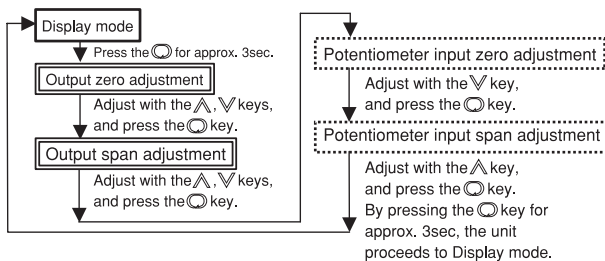 Display mode
Press the for approx. 3sec.
Output zero adjustment
Adjust with the , keys,
and press the key.
Output span adjustment
Adjust with the , keys,
and press the key.
Potentiometer input zero adjustment
Adjust with the key,
and press the key.
Potentiometer input span adjustment
Adjust with the key,
and press the key.
By pressing the key for
approx. 3sec, the unit
proceeds to Display mode.